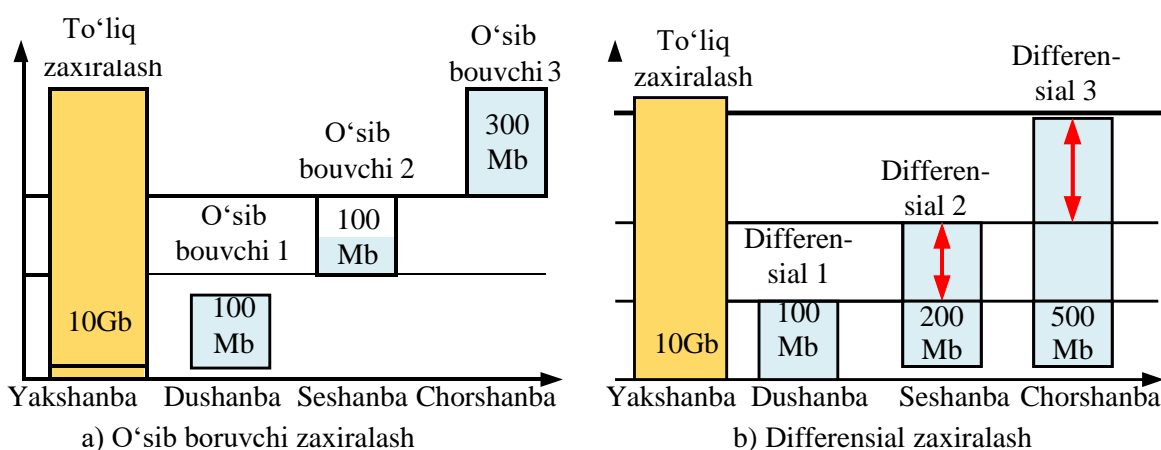 To‘liq
zaxiralash
10Gb
O‘sib
bouvchi 1
100
Mb
O‘sib
bouvchi 2
100
Mb
O‘sib
bouvchi 3
300
Mb
Yakshanba Dushanba Seshanba Chorshanba
a) O‘sib boruvchi zaxiralash
To‘liq
zaxiralash
10Gb
Differen-
sial 1
100
Mb
Differen-
sial 2
200
Mb
Differen-
sial 3
500
Mb
Yakshanba Dushanba Seshanba Chorshanba
b) Differensial zaxiralash